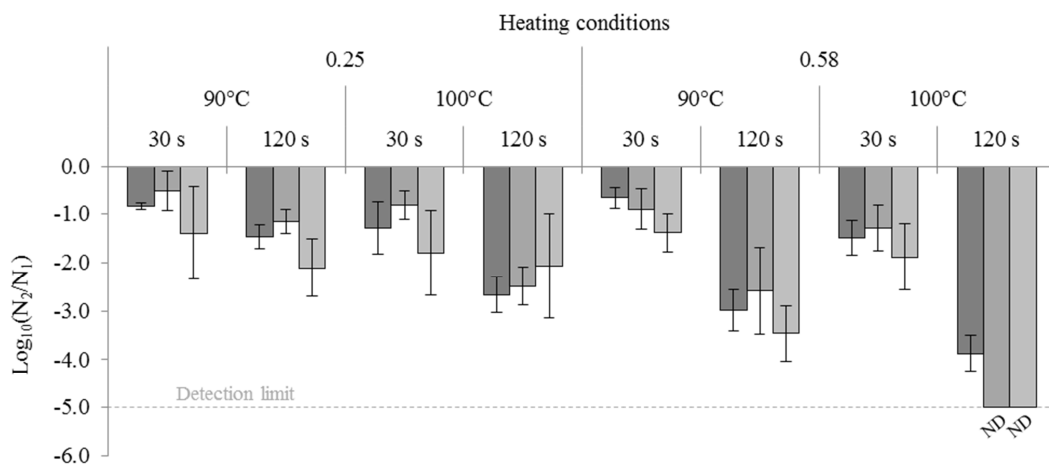 Heating conditions
0.25 0.58
90°C 100°C 90°C 100°C
30 s 120 s 30 s 120 s 30 s 120 s 30 s 120 s
0.0
-1.0
-2.0
-3.0
-4.0
-5.0
-6.0
Log10(N2/N1)
Detection limit
ND ND